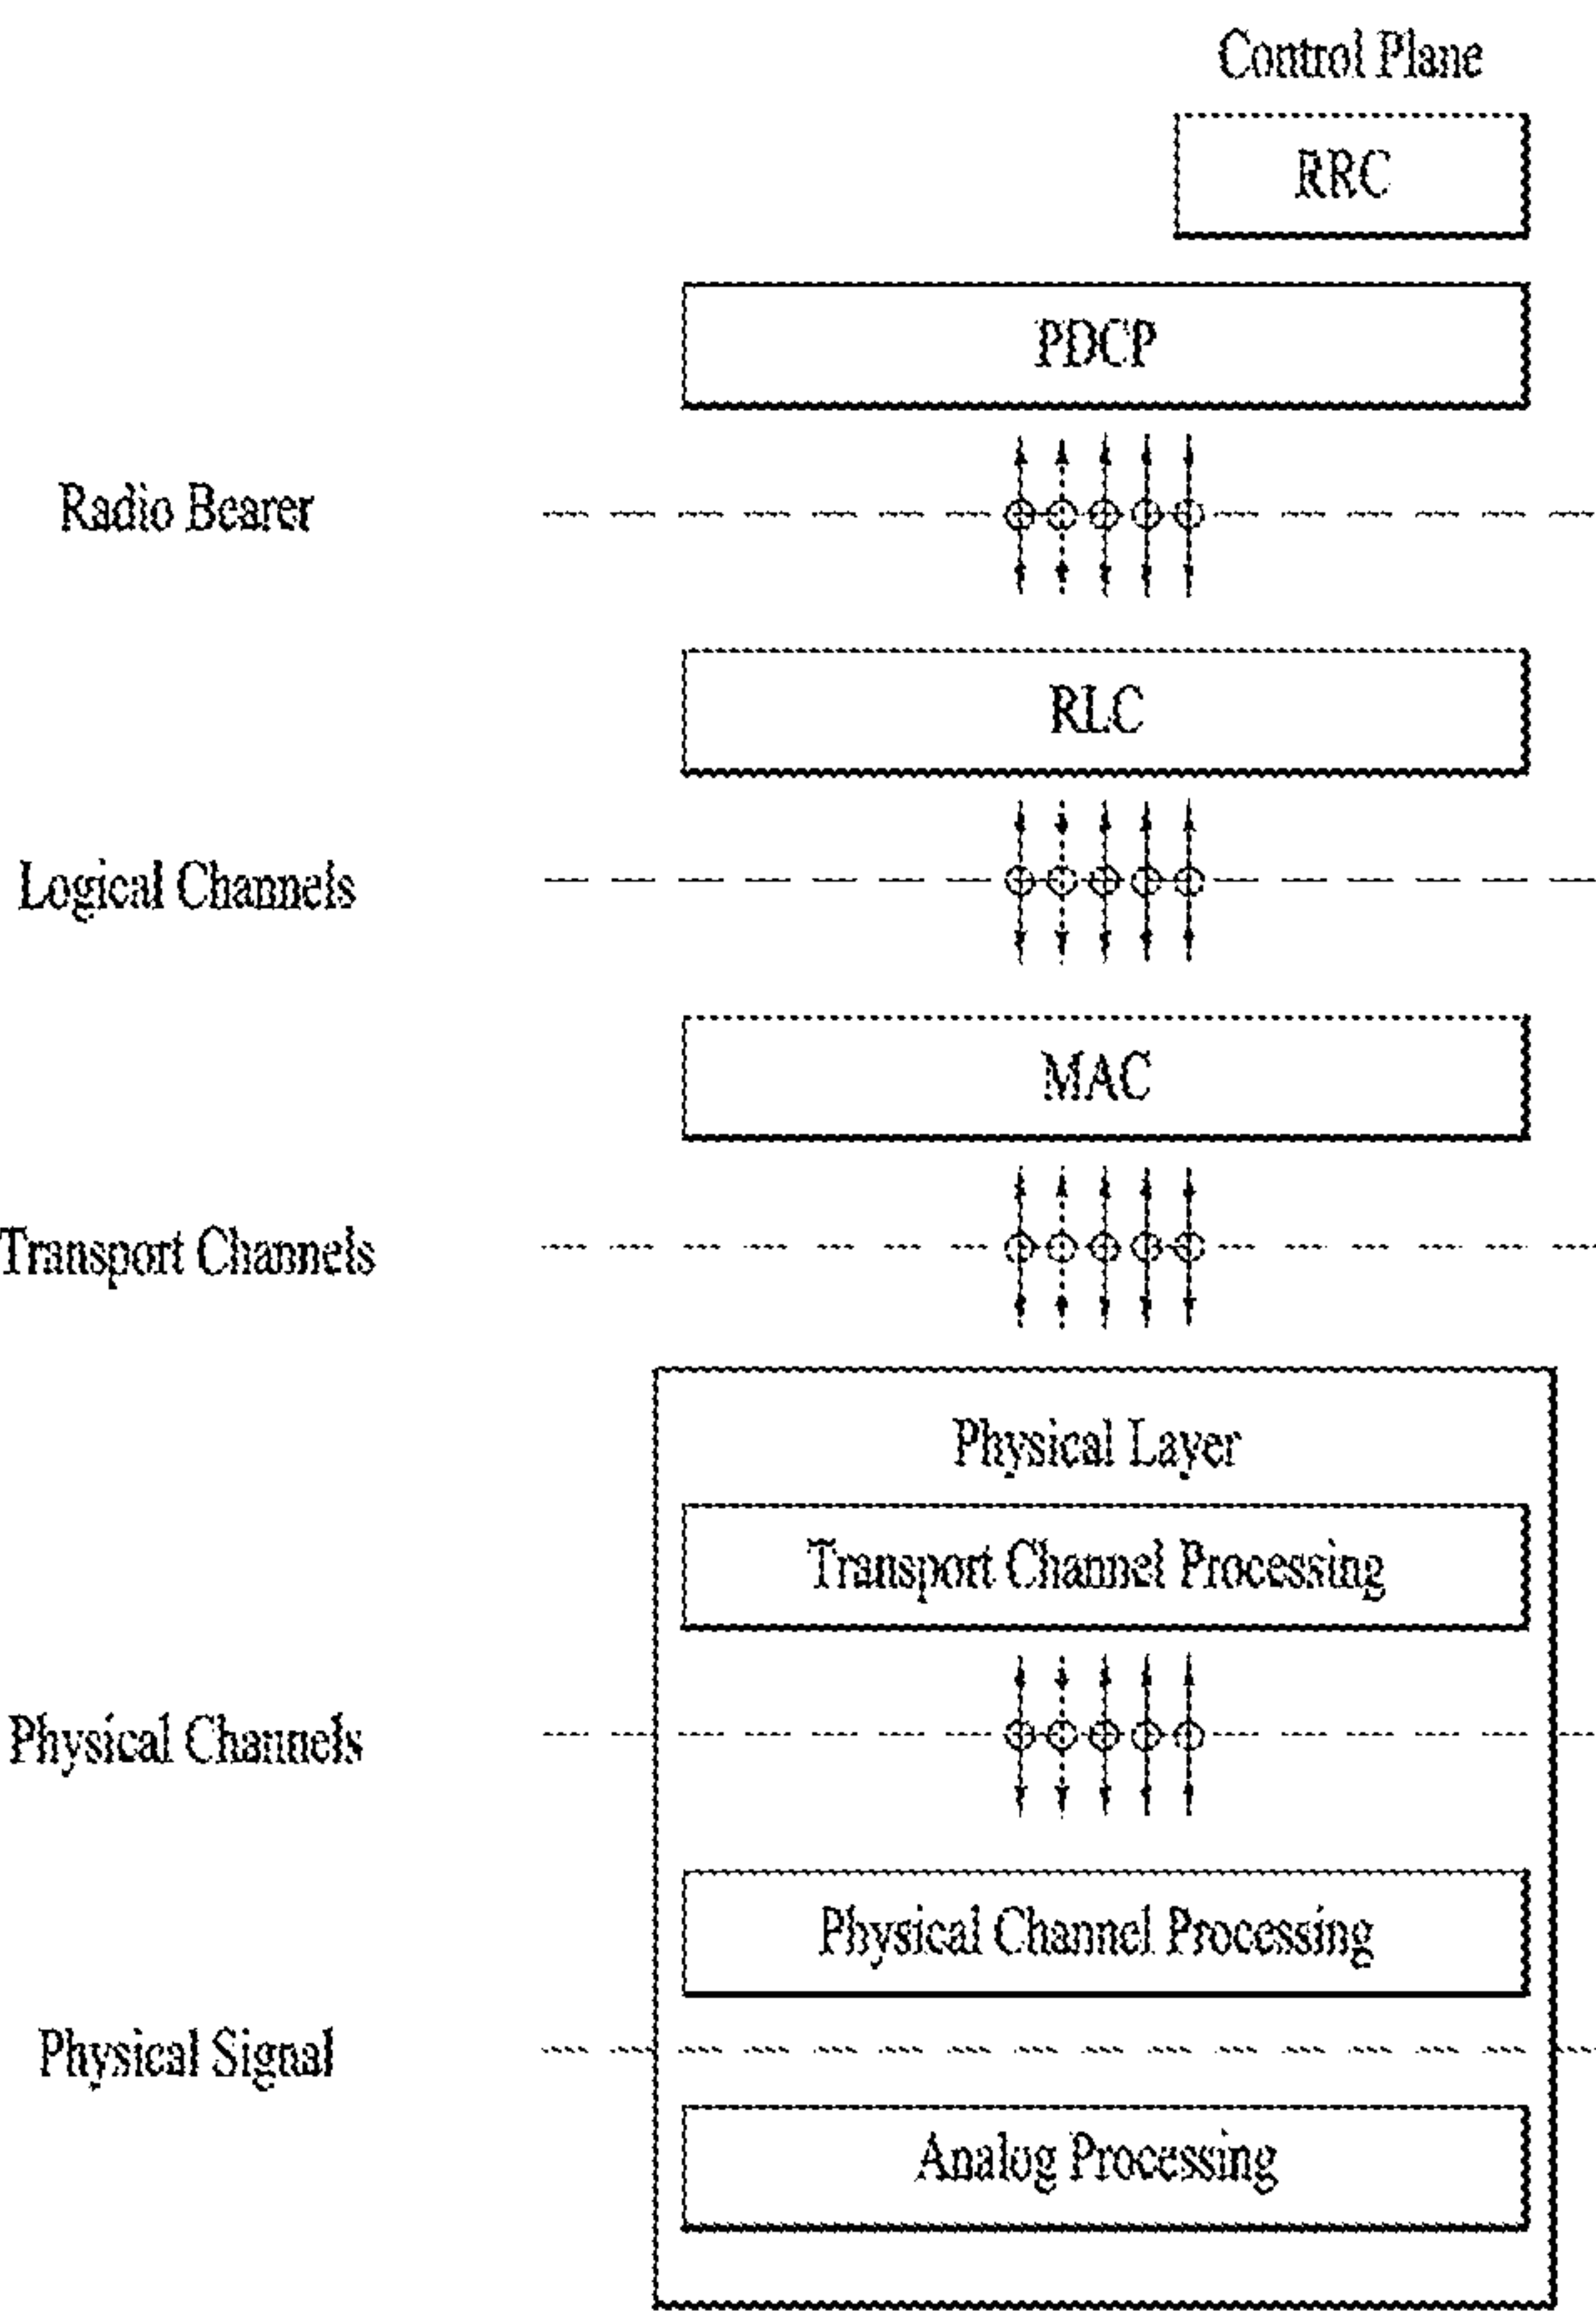 Control Plane
RRC
PDCP
Radio Bearer
RLC
Logical Channels
MAC
Transport Channels
Physical Layer
Transport Channel Processing
Physical Channels
Physical Channel Processing
Physical Signal
Analog Processing